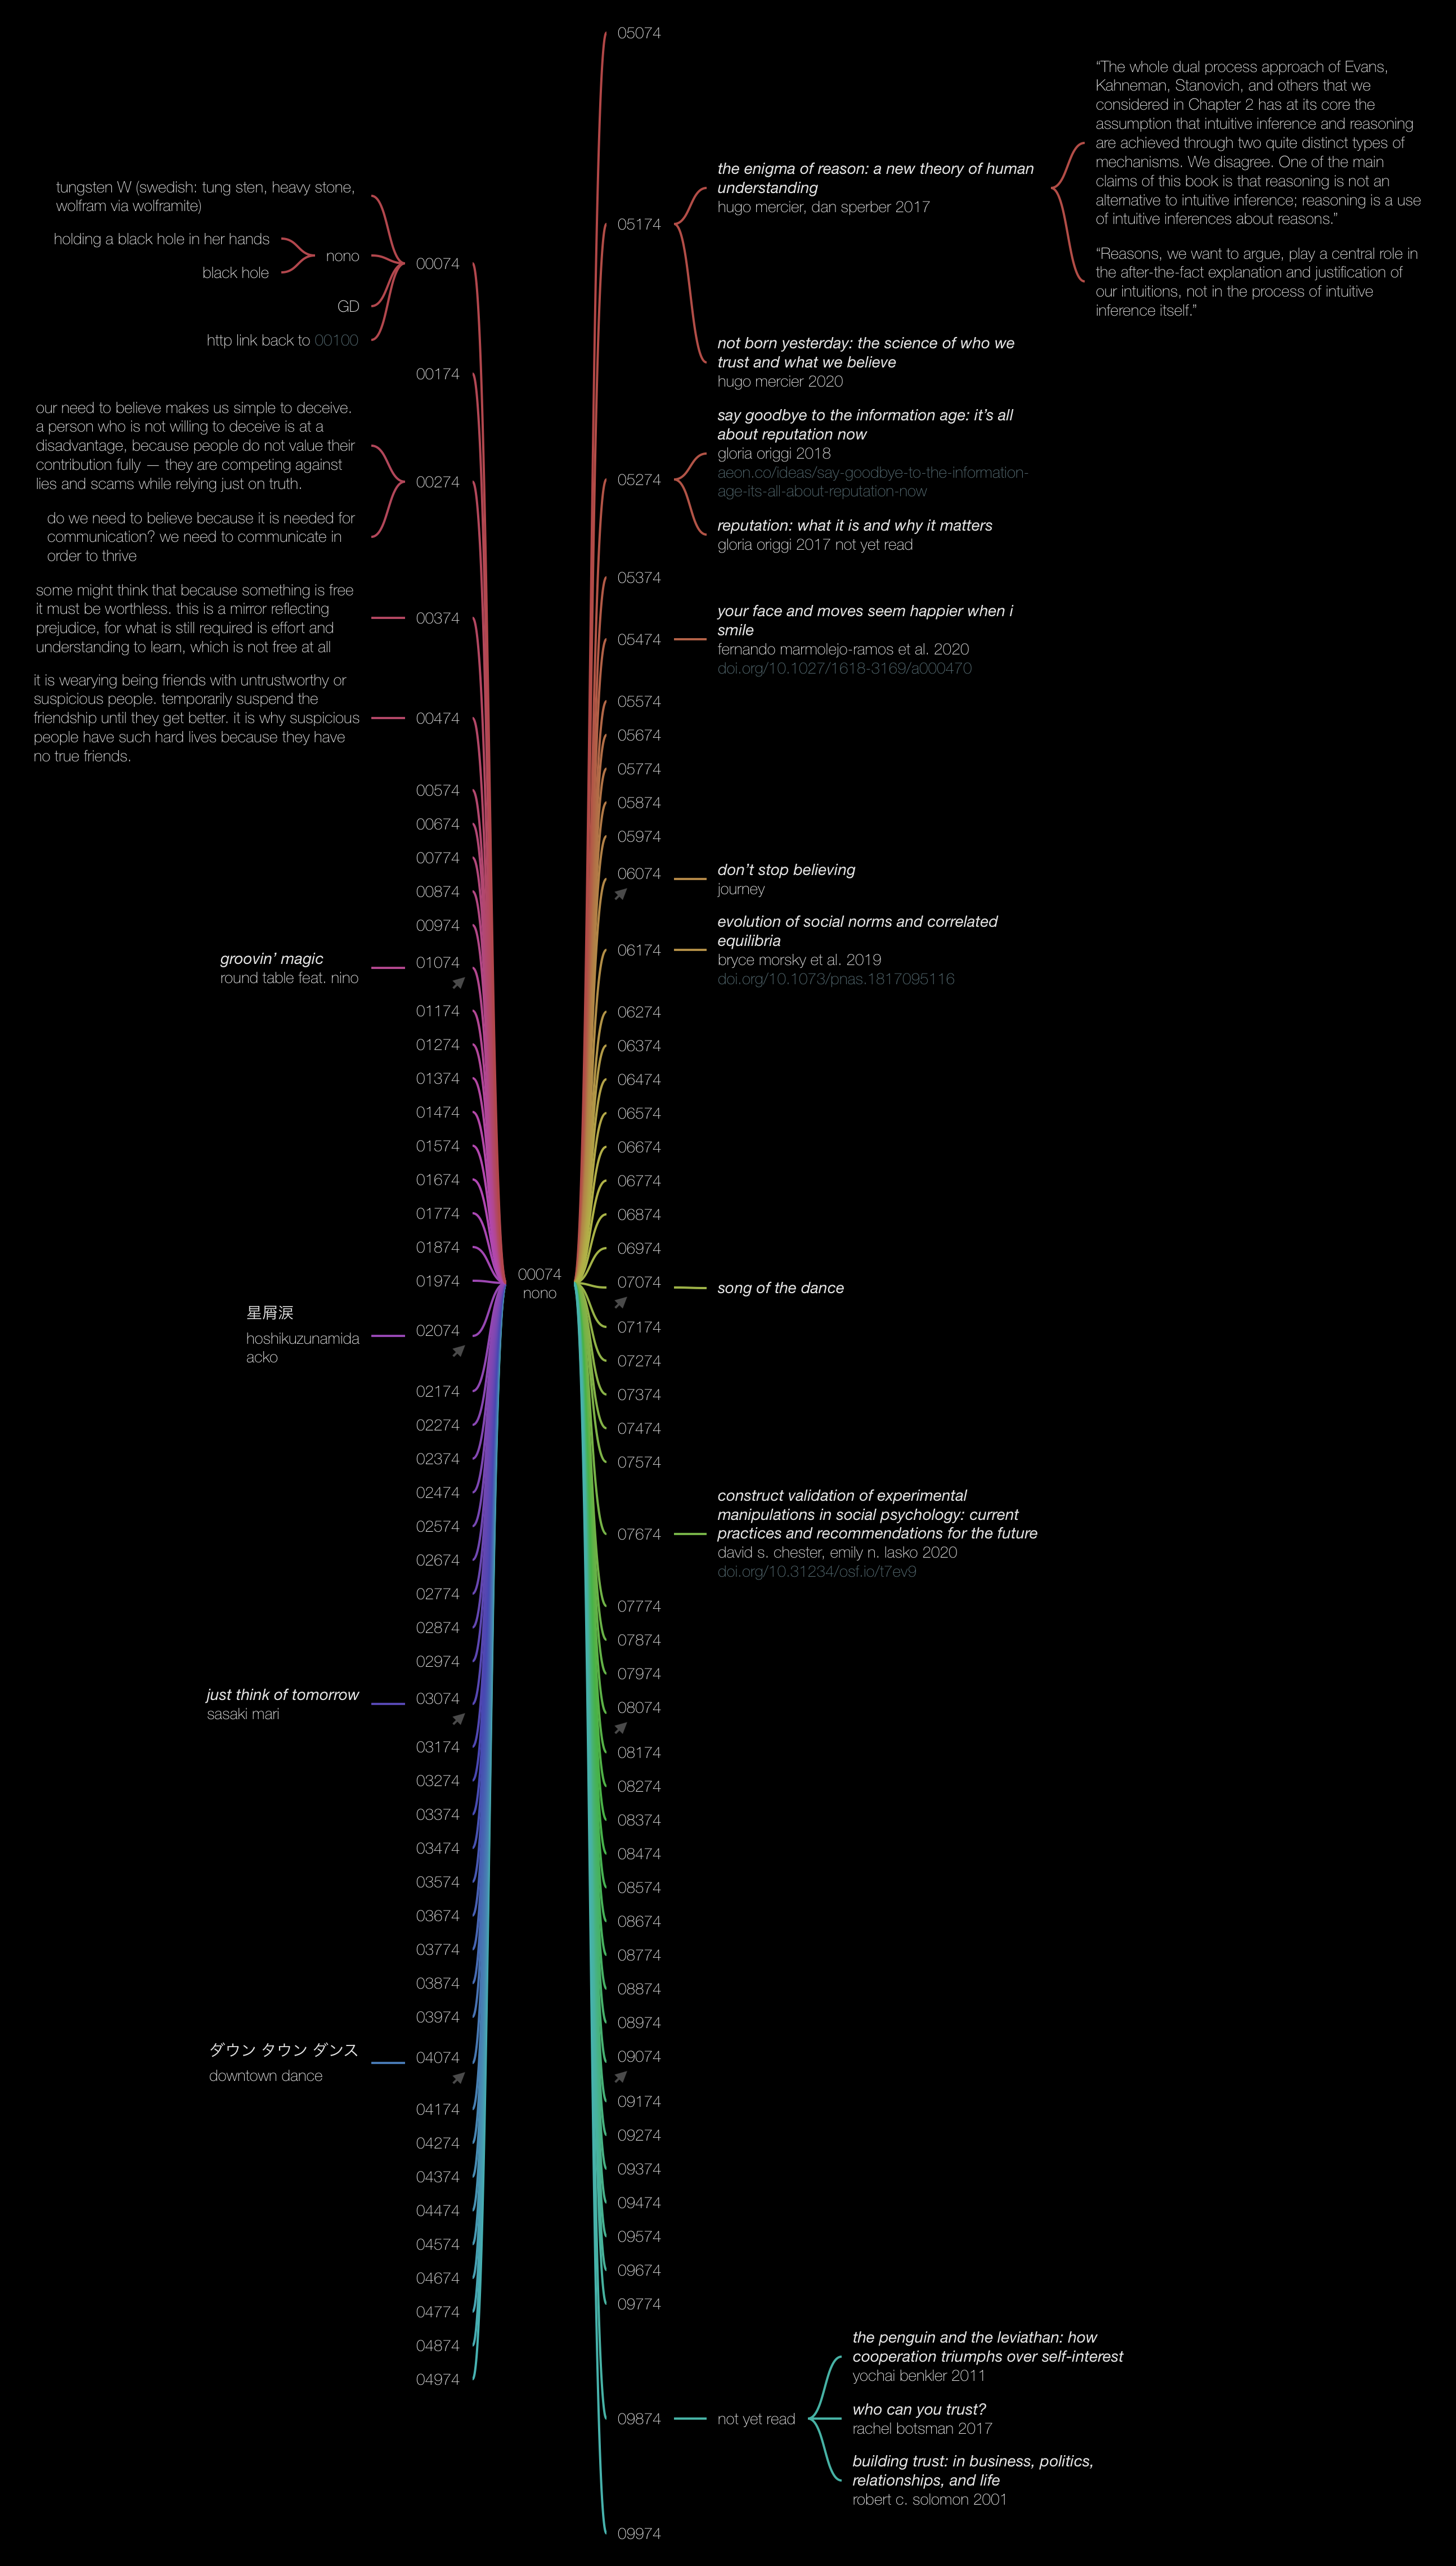 tungsten W (swedish: tung sten, heavy stone,
wolfram via wolframite)
holding a black hole in her hands
black hole
nono
GD
http link back to 00100
00074
00174
our need to believe makes us simple to deceive.
a person who is not willing to deceive is at a
disadvantage, because people do not value their
contribution fully — they are competing against
lies and scams while relying just on truth.
do we need to believe because it is needed for
communication? we need to communicate in
order to thrive
00274
some might think that because something is free
it must be worthless. this is a mirror reflecting
prejudice, for what is still required is effort and
understanding to learn, which is not free at all
00374
it is wearying being friends with untrustworthy or
suspicious people. temporarily suspend the
friendship until they get better. it is why suspicious
people have such hard lives because they have
no true friends.
00474
00574
00674
00774
00874
00974
groovin’ magic
round table feat. nino
01074
01174
01274
01374
01474
01574
01674
01774
01874
01974
星屑涙
hoshikuzunamida
acko
02074
02174
02274
02374
02474
02574
02674
02774
02874
02974
just think of tomorrow
sasaki mari
03074
03174
03274
03374
03474
03574
03674
03774
03874
03974
ダウン タウン ダンス
downtown dance
04074
04174
04274
04374
04474
04574
04674
04774
04874
04974
00074
nono
05074
05174
the enigma of reason: a new theory of human
understanding
hugo mercier, dan sperber 2017
“The whole dual process approach of Evans,
Kahneman, Stanovich, and others that we
considered in Chapter 2 has at its core the
assumption that intuitive inference and reasoning
are achieved through two quite distinct types of
mechanisms. We disagree. One of the main
claims of this book is that reasoning is not an
alternative to intuitive inference; reasoning is a use
of intuitive inferences about reasons.”
“Reasons, we want to argue, play a central role in
the after-the-fact explanation and justification of
our intuitions, not in the process of intuitive
inference itself.”
not born yesterday: the science of who we
trust and what we believe
hugo mercier 2020
05274
say goodbye to the information age: it’s all
about reputation now
gloria origgi 2018
aeon.co/ideas/say-goodbye-to-the-information-
age-its-all-about-reputation-now
reputation: what it is and why it matters
gloria origgi 2017 not yet read
05374
05474
your face and moves seem happier when i
smile
fernando marmolejo-ramos et al. 2020
doi.org/10.1027/1618-3169/a000470
05574
05674
05774
05874
05974
06074
don’t stop believing
journey
06174
evolution of social norms and correlated
equilibria
bryce morsky et al. 2019
doi.org/10.1073/pnas.1817095116
06274
06374
06474
06574
06674
06774
06874
06974
07074
song of the dance
07174
07274
07374
07474
07574
07674
construct validation of experimental
manipulations in social psychology: current
practices and recommendations for the future
david s. chester, emily n. lasko 2020
doi.org/10.31234/osf.io/t7ev9
07774
07874
07974
08074
08174
08274
08374
08474
08574
08674
08774
08874
08974
09074
09174
09274
09374
09474
09574
09674
09774
09874
not yet read
the penguin and the leviathan: how
cooperation triumphs over self-interest
yochai benkler 2011
who can you trust?
rachel botsman 2017
building trust: in business, politics,
relationships, and life
robert c. solomon 2001
09974